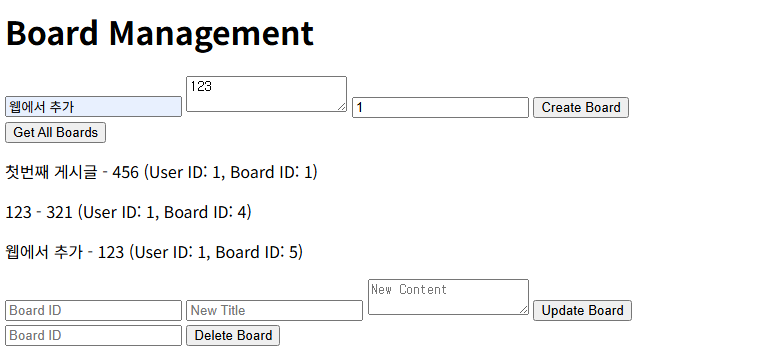 Board Management
웹에서 추가 123 1 Create Board
Get All Boards
첫번째 게시글 - 456 (User ID: 1, Board ID: 1)
123 - 321 (User ID: 1, Board ID: 4)
웹에서 추가 - 123 (User ID: 1, Board ID: 5)
Board ID New Title New Content Update Board
Board ID Delete Board